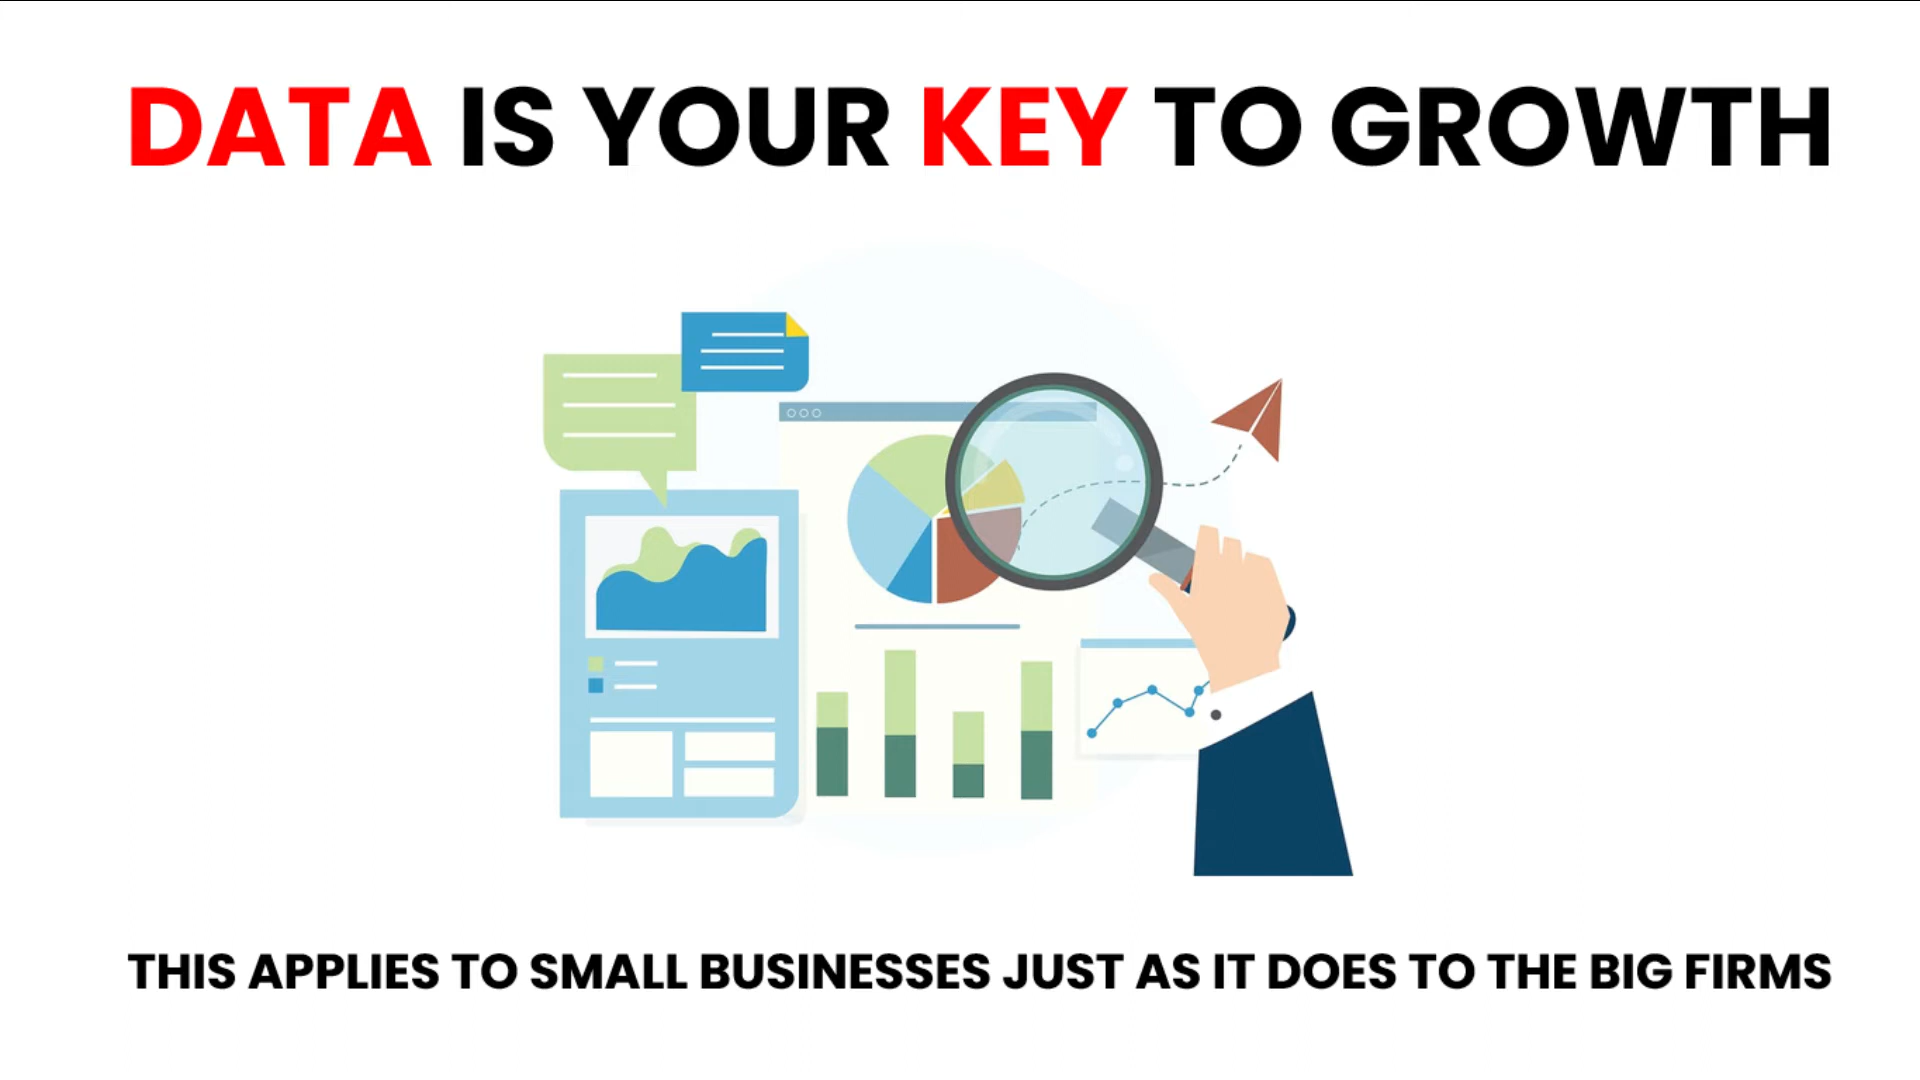 DATA IS YOUR KEY TO GROWTH
THIS APPLIES TO SMALL BUSINESSES JUST AS IT DOES TO THE BIG FIRMS